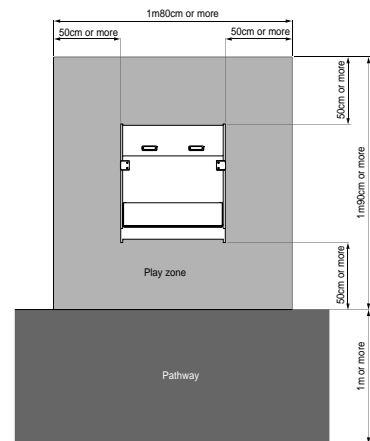 1m80cm or more
50cm or more
50cm or more
50cm or more
1m90cm or more
50cm or more
Play zone
1m or more
Pathway